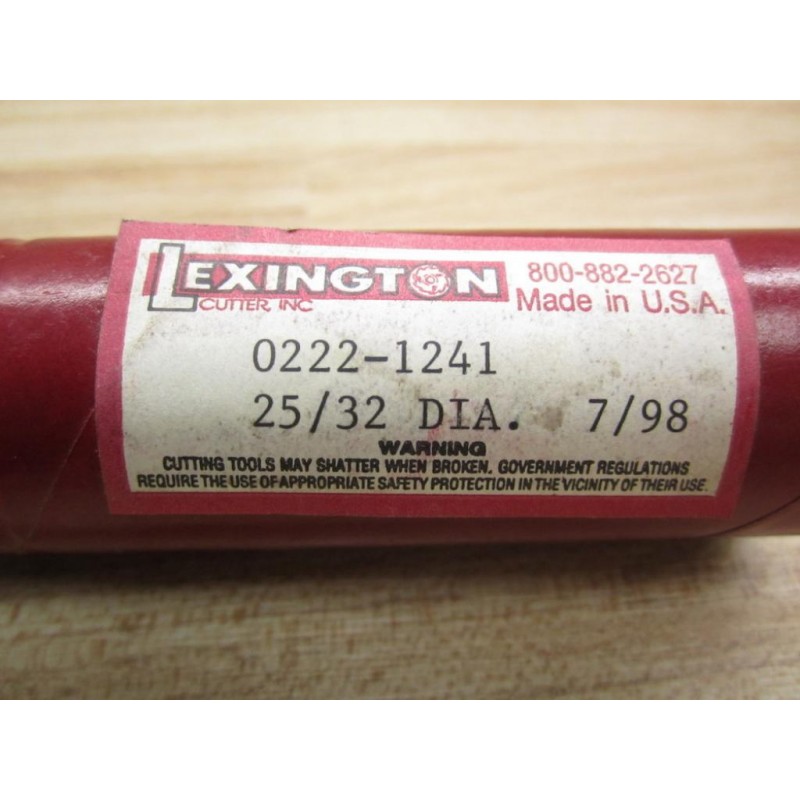 LEXINGTON
CUTTER, INC
800-882-2627
Made in U.S.A.
0222-1241
25/32 DIA. 7/98
WARNING
CUTTING TOOLS MAY SHATTER WHEN BROKEN. GOVERNMENT REGULATIONS
REQUIRE THE USE OF APPROPRIATE SAFETY PROTECTION IN THE VICINITY OF THEIR USE.